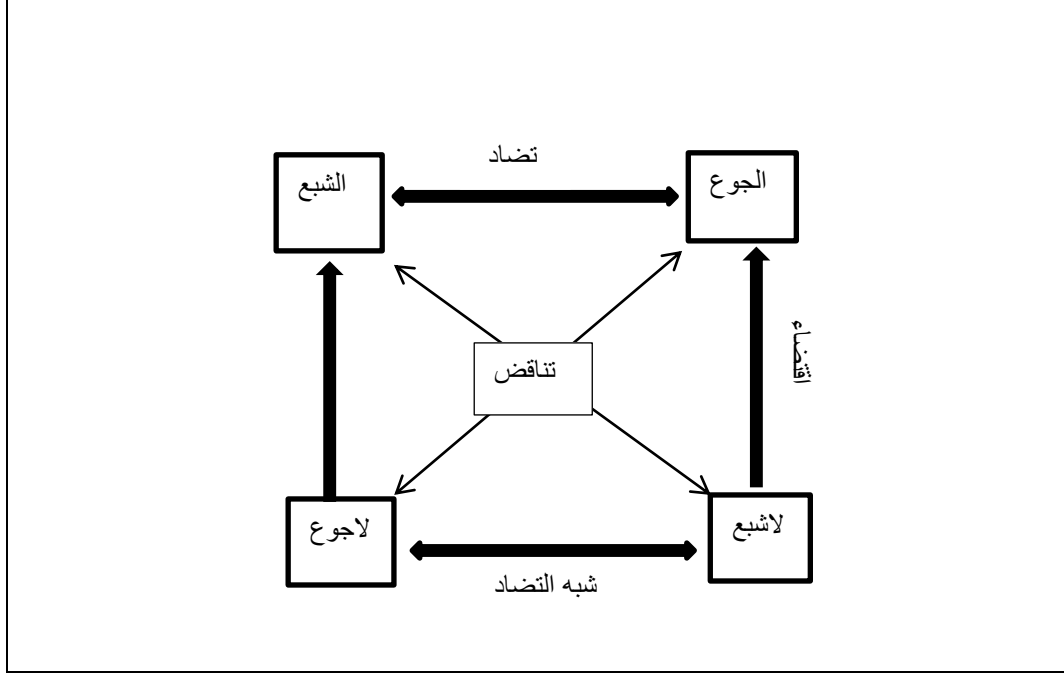 تضاد
الجوع
الشبع
اقتضاء
تناقض
لاشبع
لاجوع
شبه التضاد